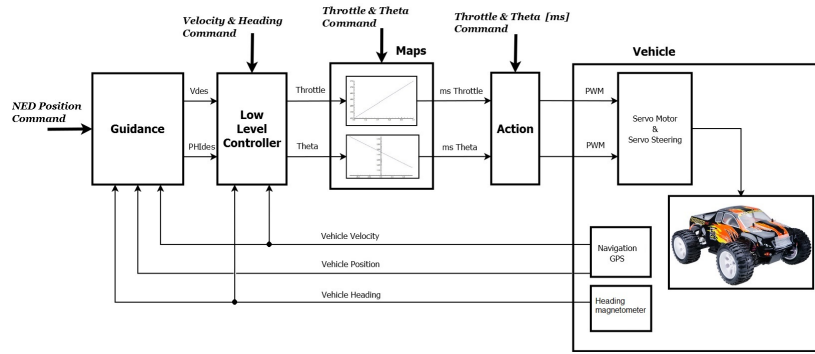 Velocity & Heading
Command
Throttle & Theta
Command
Throttle & Theta [ms]
Command
Maps
Vehicle
NED Position
Command
Guidance
Vdes
PHIdes
Low
Level
Controller
Throttle
Theta
ms Throttle
ms Theta
Action
PWM
PWM
Servo Motor
&
Servo Steering
Vehicle Velocity
Vehicle Position
Vehicle Heading
Navigation
GPS
Heading
magnetometer